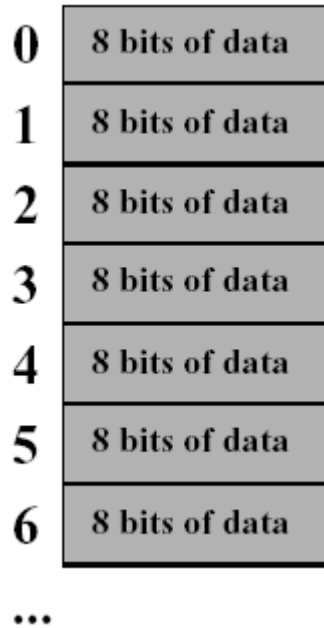 0 8 bits of data
1 8 bits of data
2 8 bits of data
3 8 bits of data
4 8 bits of data
5 8 bits of data
6 8 bits of data
...